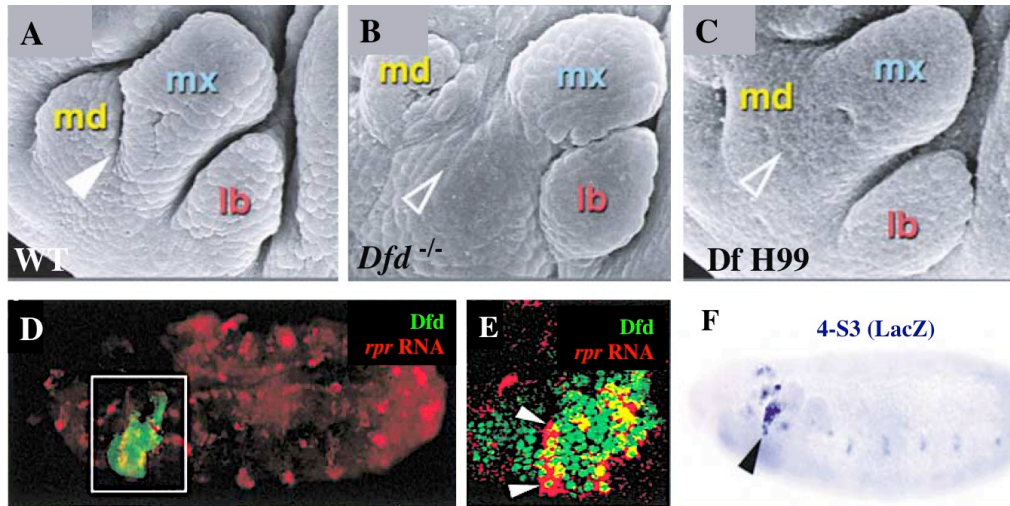 A
md
mx
lb
WT
B
md
mx
lb
Dfd -/-
C
md
mx
lb
Df H99
D
Dfd
rpr RNA
E
Dfd
rpr RNA
F
4-S3 (LacZ)